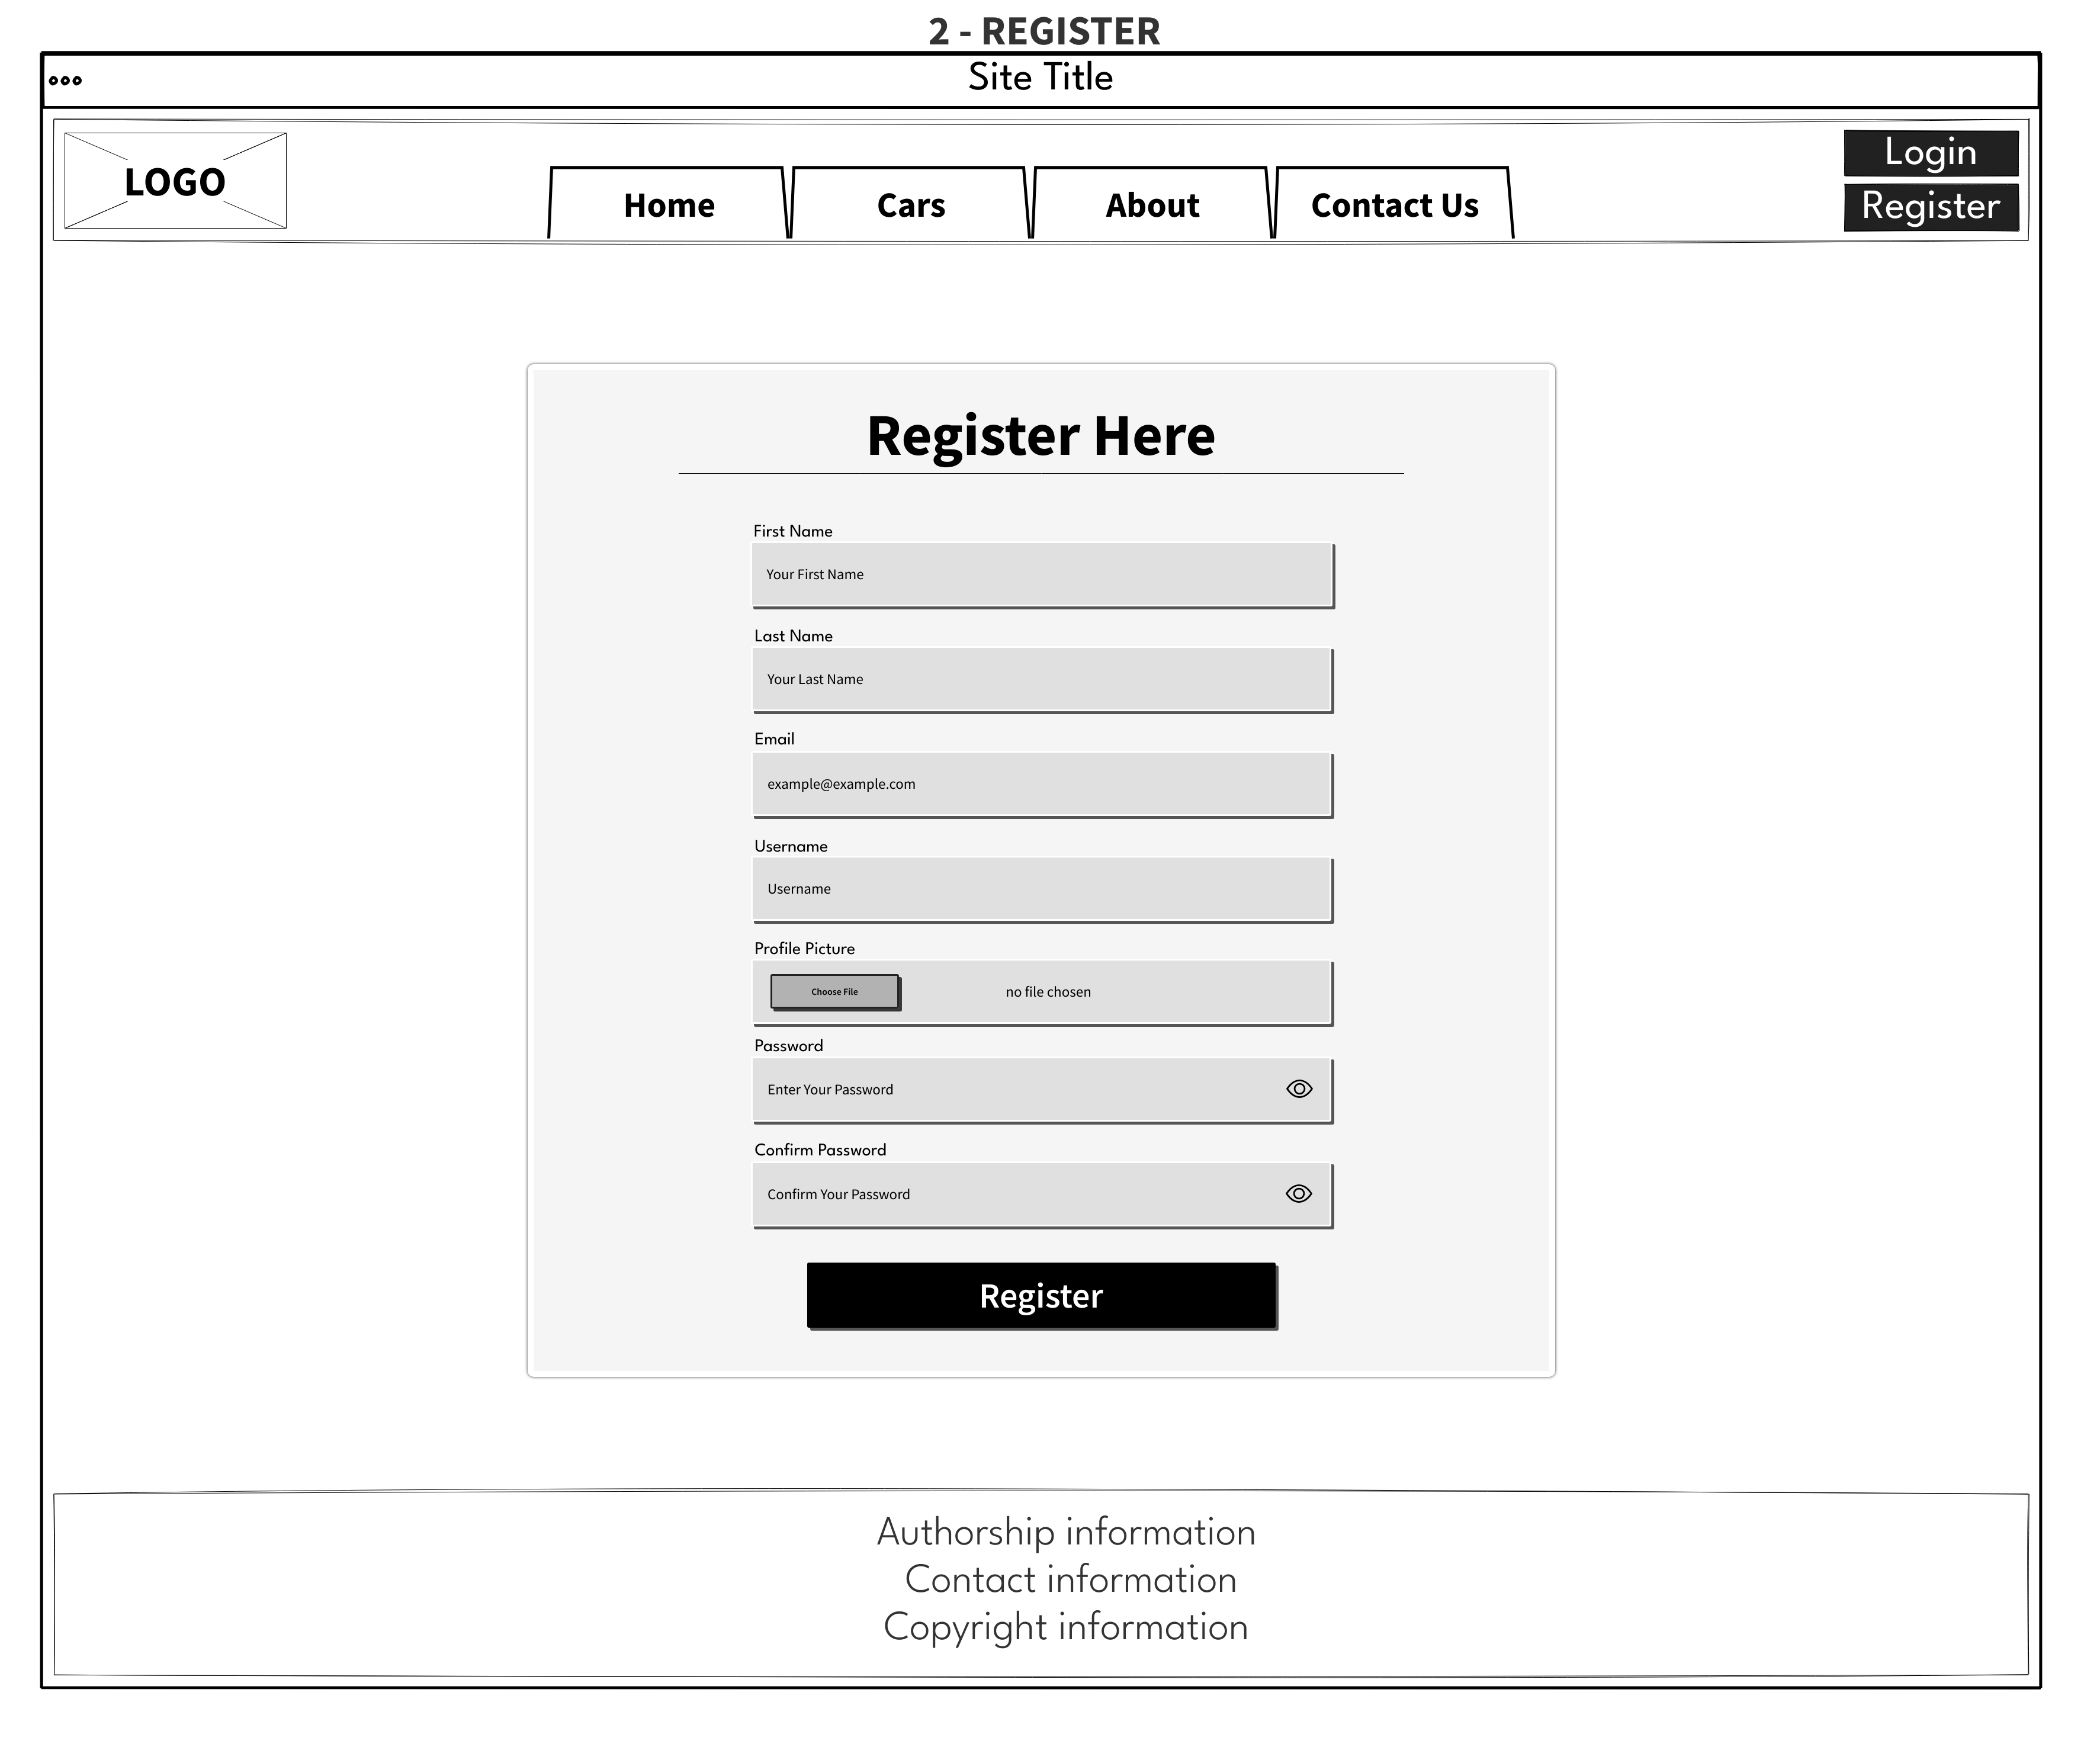 2 - REGISTER
Site Title
LOGO
Home
Cars
About
Contact Us
Login
Register
Register Here
First Name
Your First Name
Last Name
Your Last Name
Email
example@example.com
Username
Username
Profile Picture
Choose File
no file chosen
Password
Enter Your Password
Confirm Password
Confirm Your Password
Register
Authorship information
Contact information
Copyright information